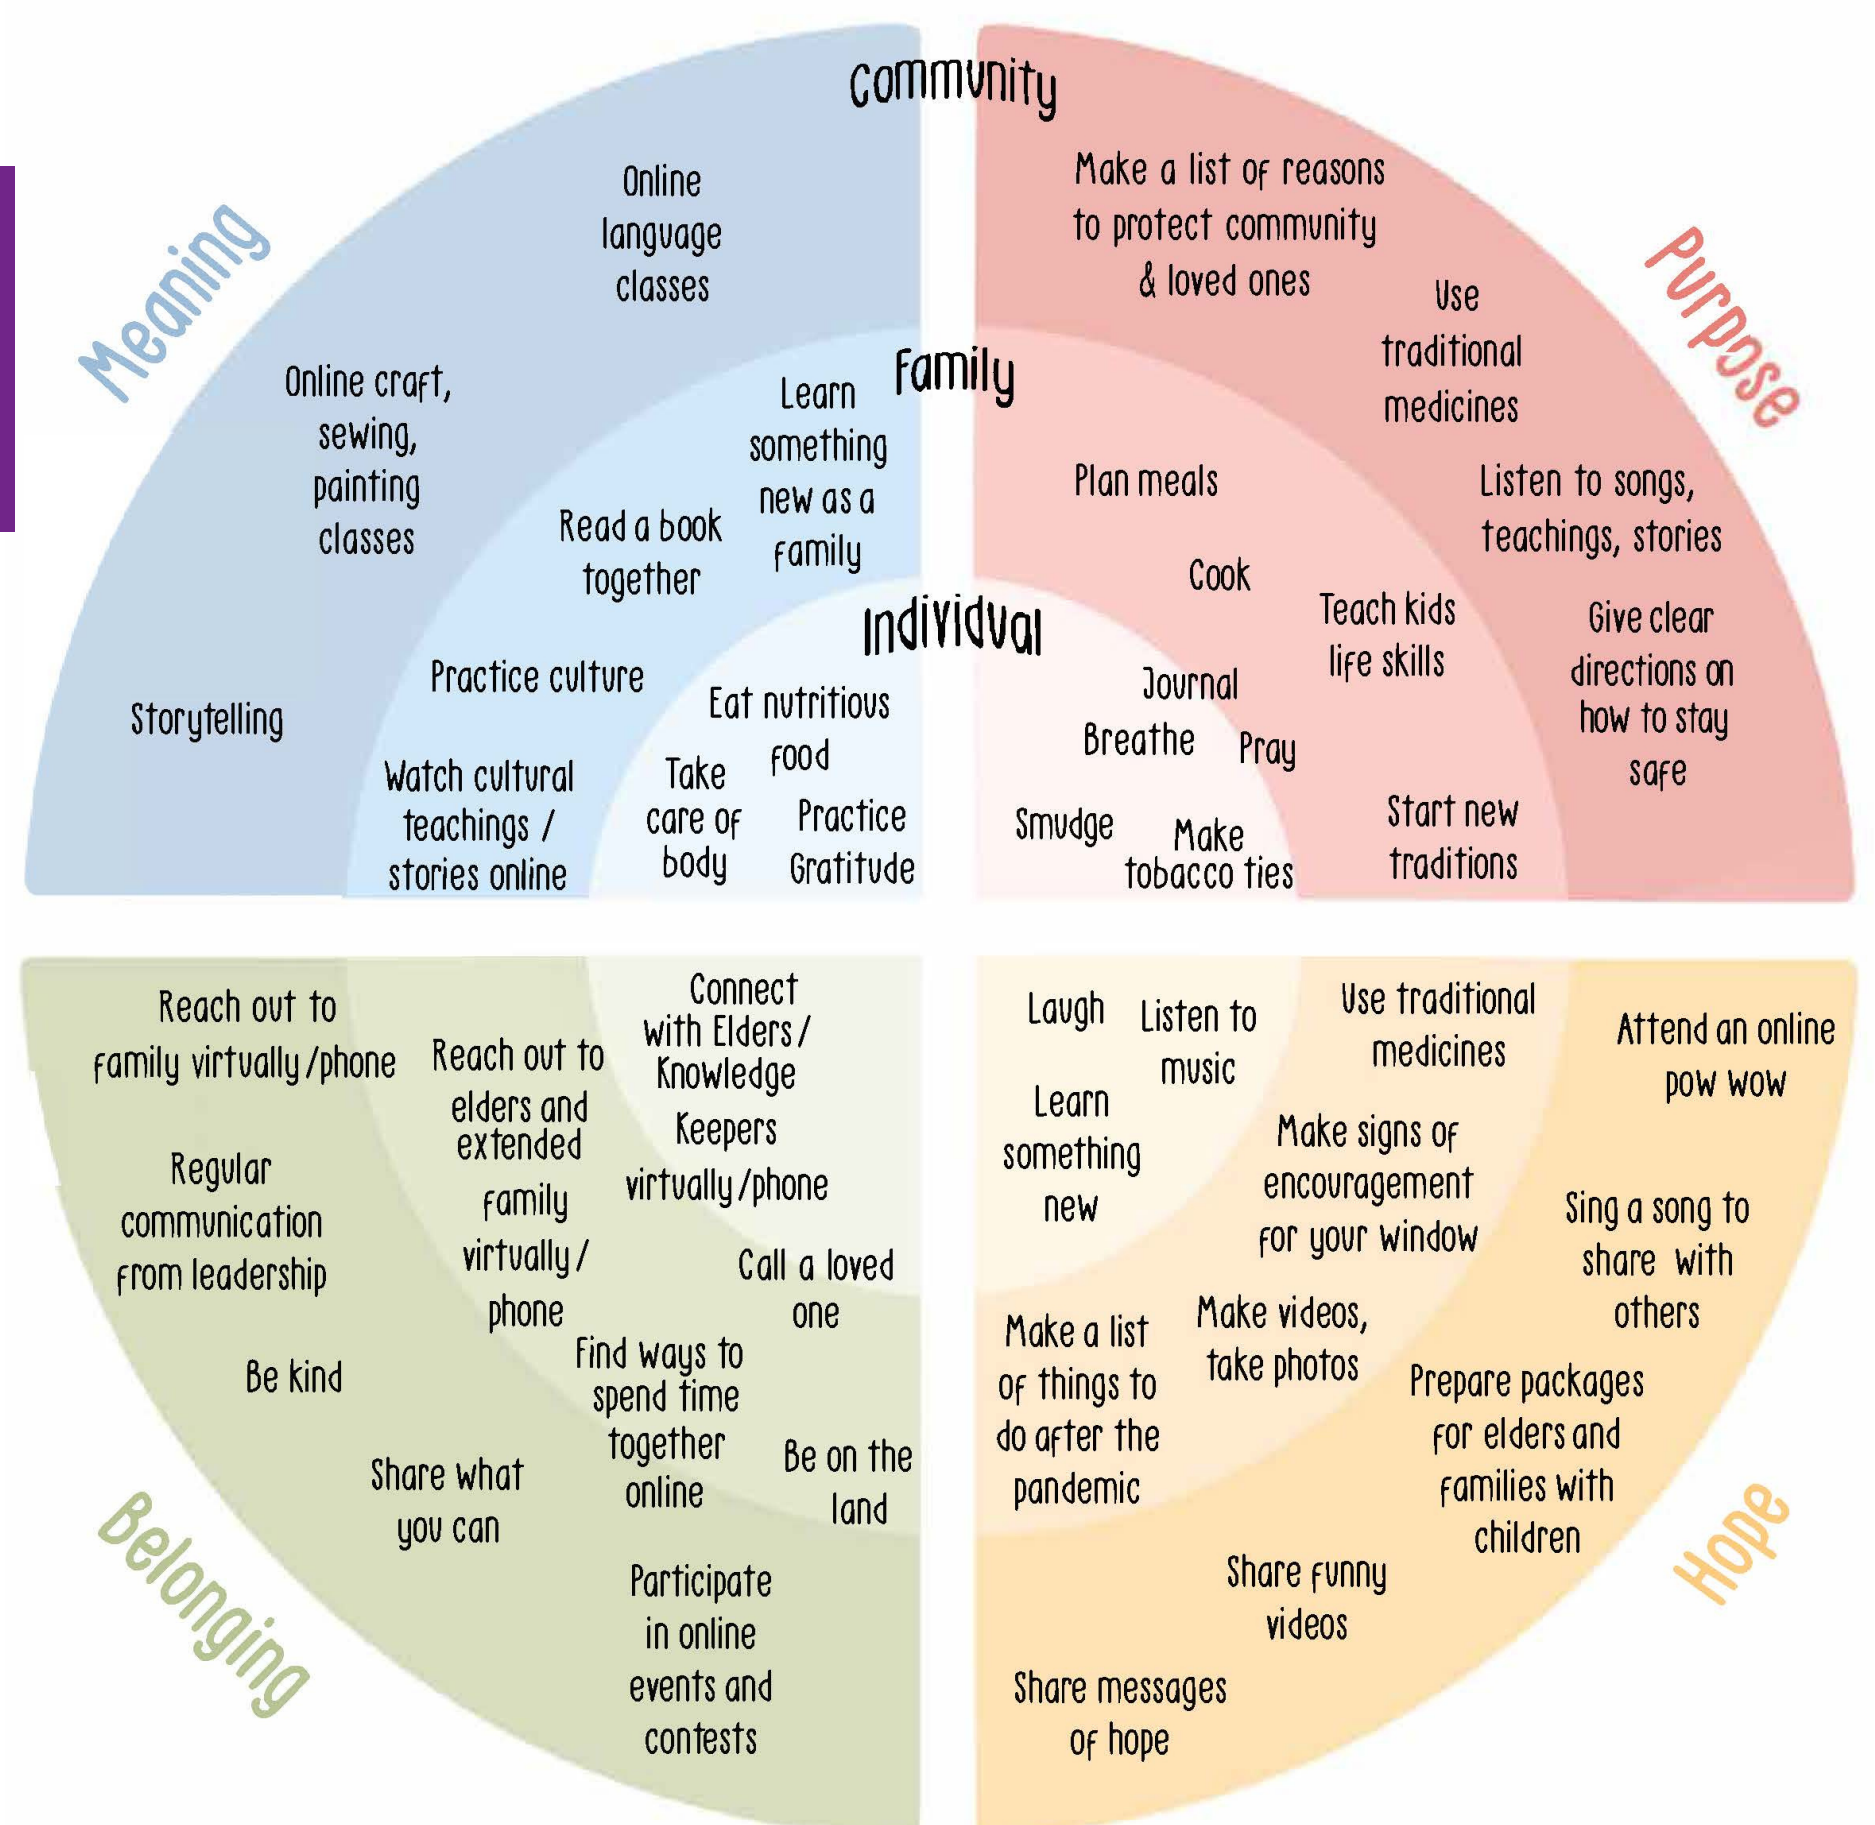 Community
Family
Individual
Meaning
Online
language
classes
Online craft,
sewing,
painting
classes
Storytelling
Learn
something
new as a
family
Read a book
together
Practice culture
Watch cultural
teachings /
stories online
Eat nutritious
food
Take
care of
body
Practice
Gratitude
Purpose
Make a list of reasons
to protect community
& loved ones
Use
traditional
medicines
Listen to songs,
teachings, stories
Give clear
directions on
how to stay
safe
Plan meals
Cook
Teach kids
life skills
Start new
traditions
Journal
Breathe
Pray
Smudge
Make
tobacco ties
Belonging
Reach out to
family virtually/phone
Regular
communication
from leadership
Be kind
Share what
you can
Participate
in online
events and
contests
Reach out to
elders and
extended
family
virtually/
phone
Find ways to
spend time
together
online
Be on the
land
Connect
with Elders/
Knowledge
Keepers
virtually/phone
Call a loved
one
Hope
Laugh
Listen to
music
Learn
something
new
Use traditional
medicines
Make signs of
encouragement
for your window
Make videos,
take photos
Make a list
of things to
do after the
pandemic
Attend an online
pow wow
Sing a song to
share with
others
Prepare packages
for elders and
families with
children
Share funny
videos
Share messages
of hope